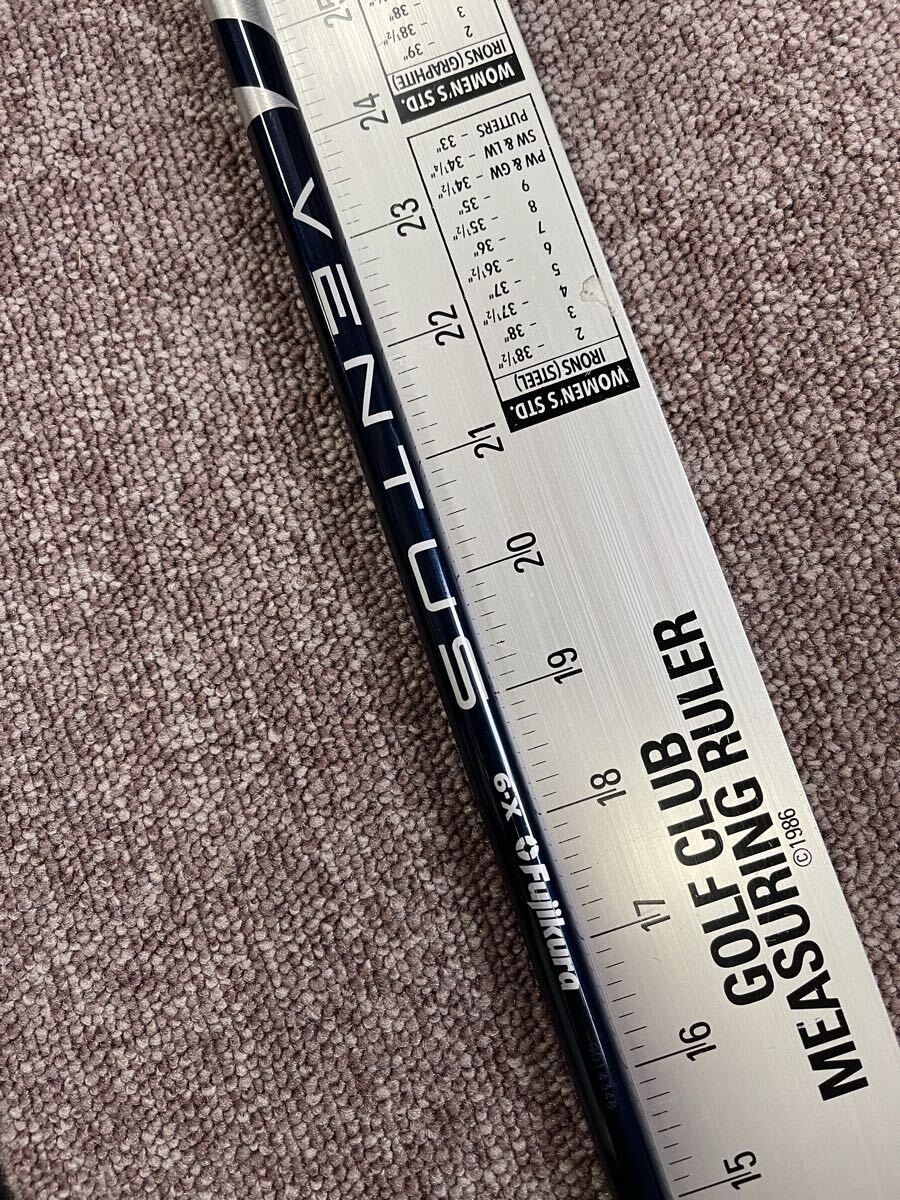 VENTUS
6-X Fujikura
25
24
23
22
21
20
19
18
17
16
15
WOMEN'S STD.
IRONS (GRAPHITE)
2 - 39"
3 - 38½"
38"
WOMEN'S STD.
IRONS (STEEL)
2 - 38½"
3 - 38"
4 - 37½"
5 - 37"
6 - 36½"
7 - 36"
8 - 35½"
9 - 35"
PW & GW - 34½"
SW & LW - 34¼"
PUTTERS - 33"
GOLF CLUB
MEASURING RULER
©1986